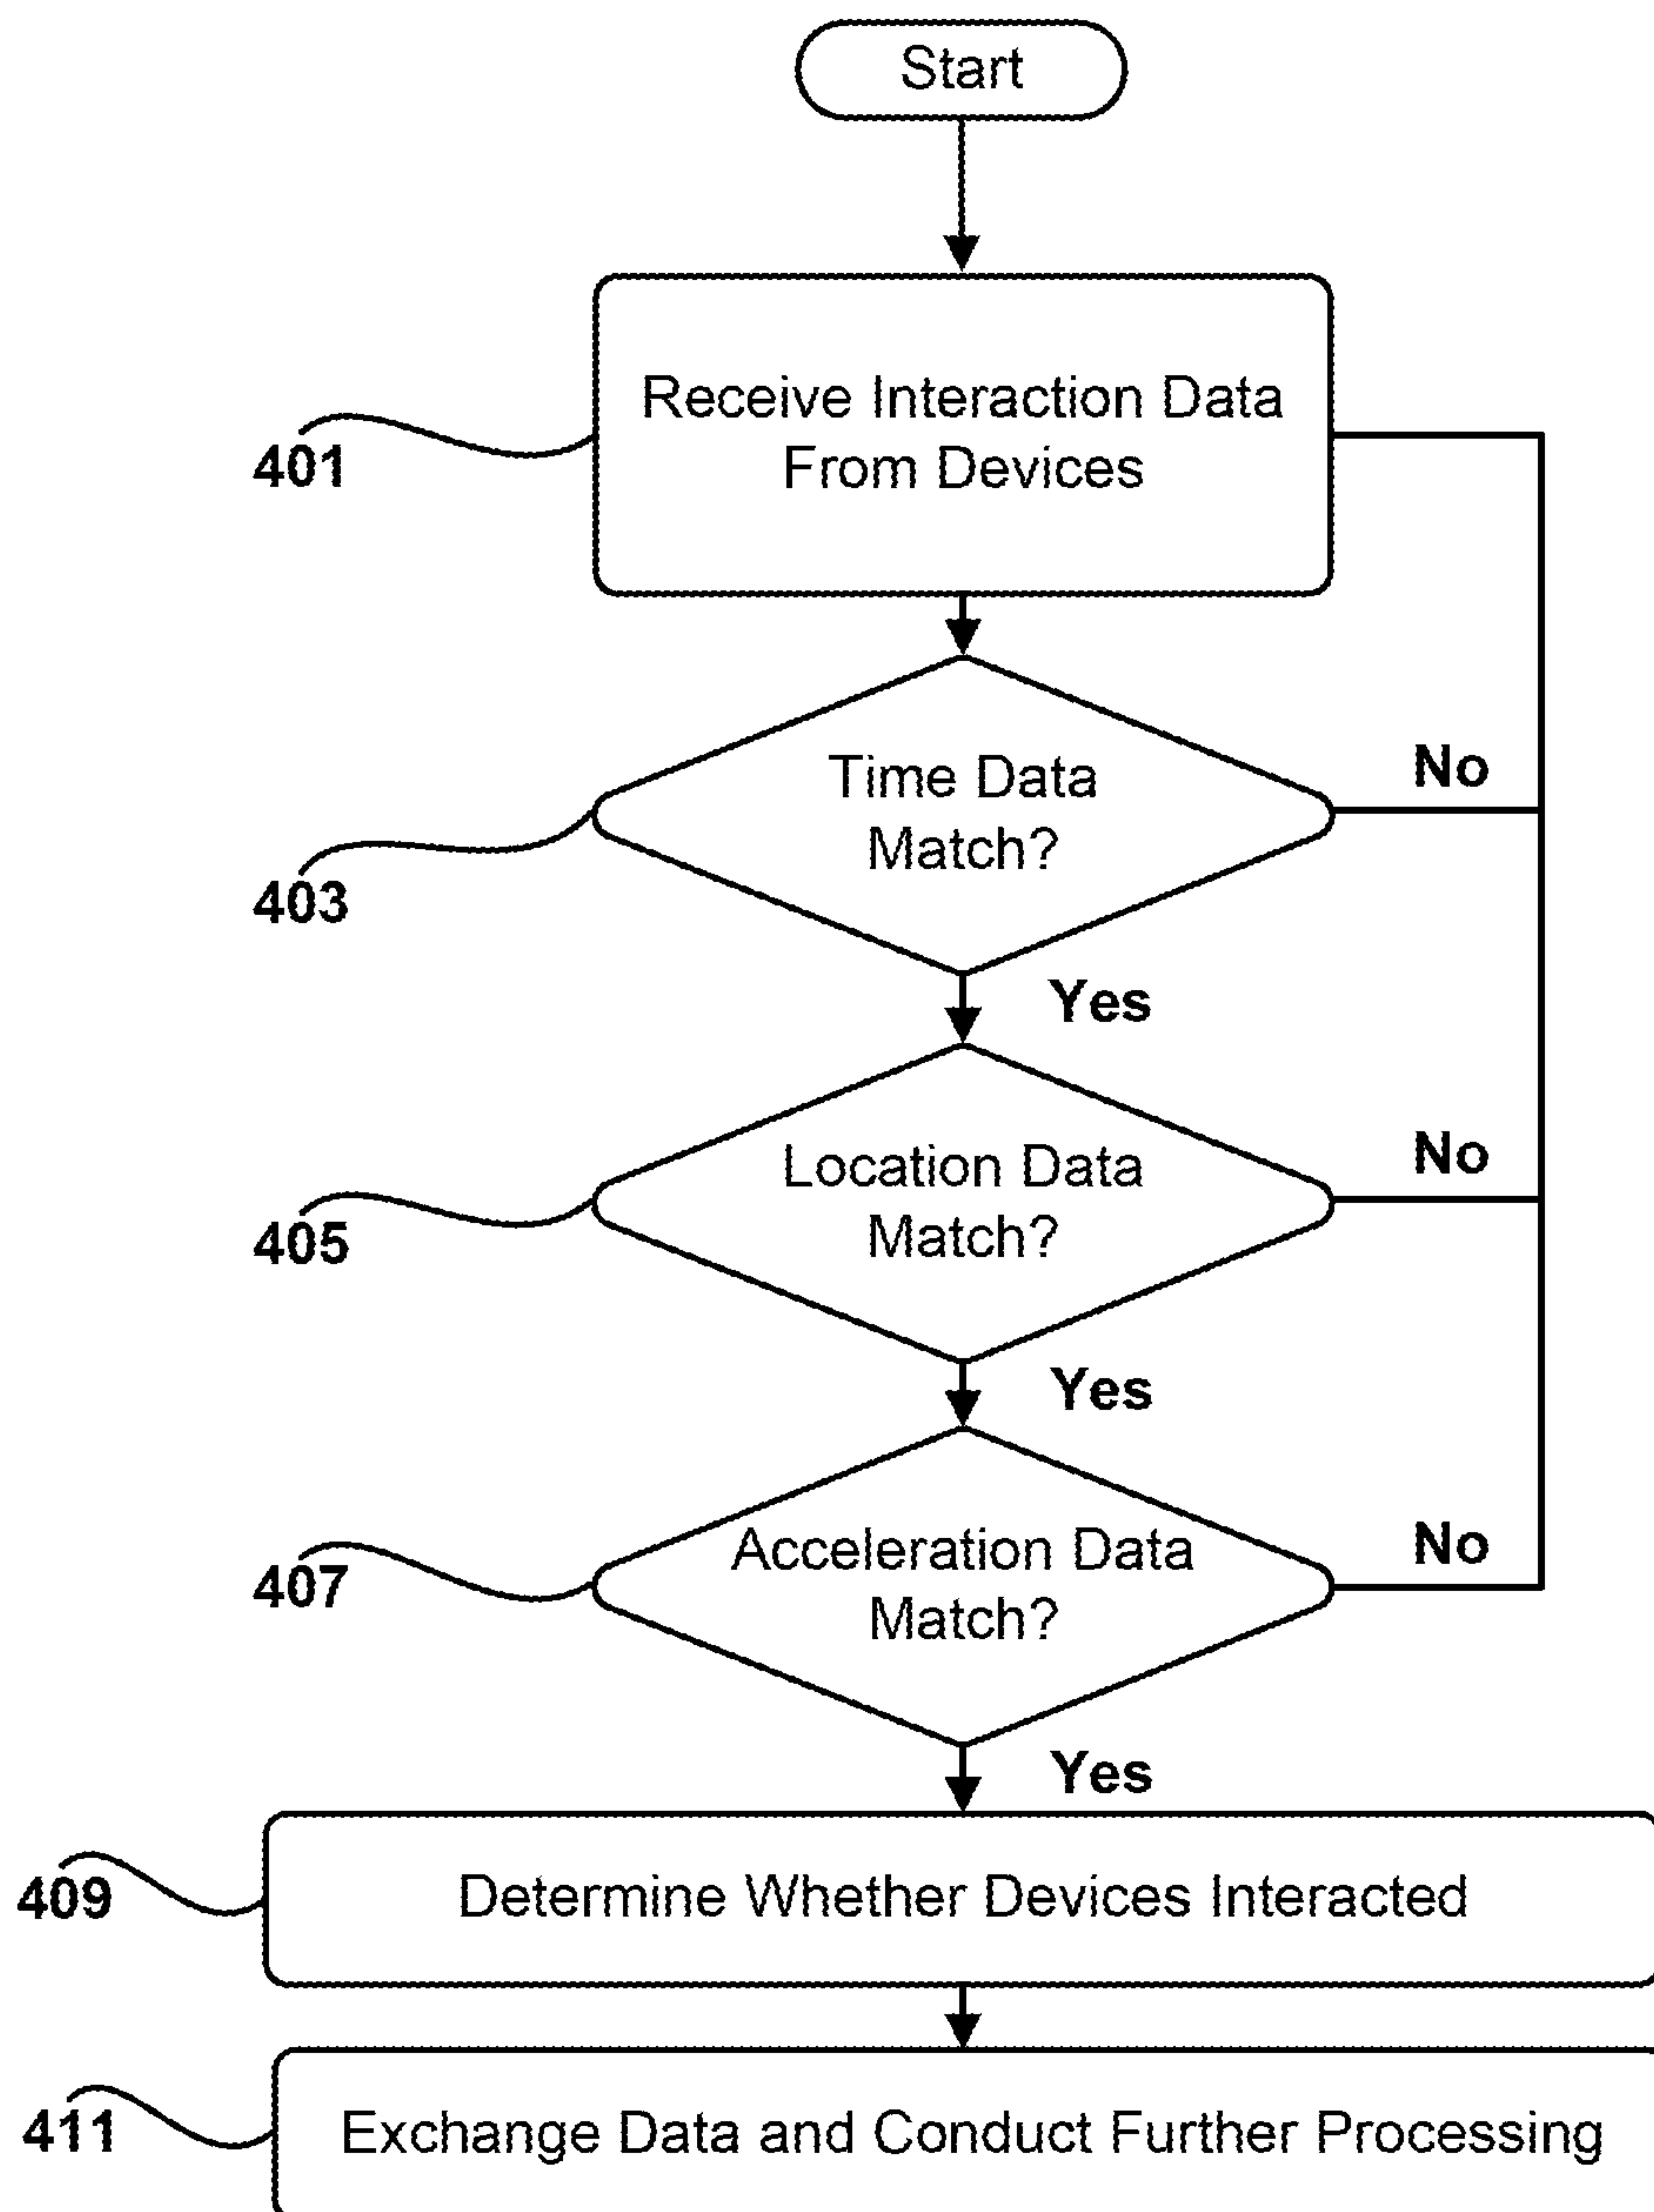 Start
Receive Interaction Data
From Devices
401
Time Data
Match?
No
403
Yes
Location Data
Match?
No
405
Yes
Acceleration Data
Match?
No
407
Yes
Determine Whether Devices Interacted
409
Exchange Data and Conduct Further Processing
411